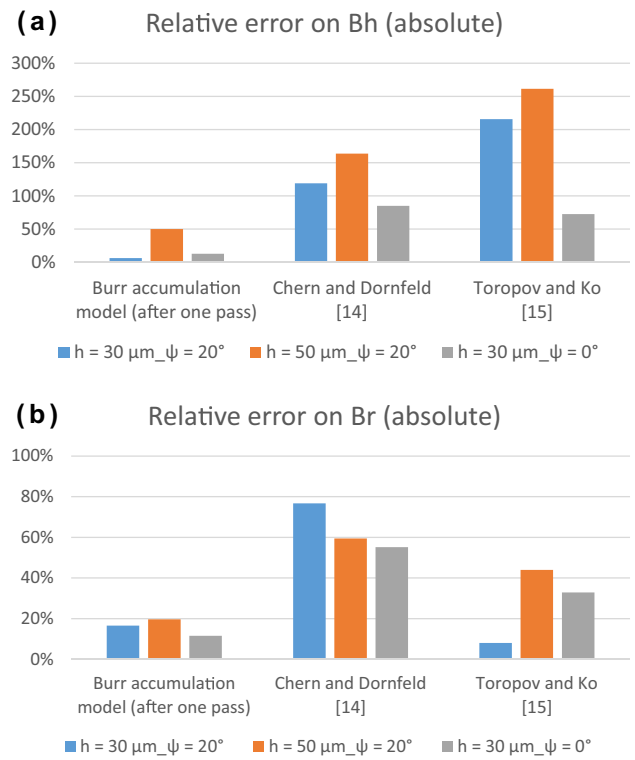 (a)
Relative error on Bh (absolute)
300%
250%
200%
150%
100%
50%
0%
Burr accumulation
model (after one pass)
Chern and Dornfeld
[14]
Toropov and Ko
[15]
h = 30 μm_ψ = 20°
h = 50 μm_ψ = 20°
h = 30 μm_ψ = 0°
(b)
Relative error on Br (absolute)
100%
80%
60%
40%
20%
0%
Burr accumulation
model (after one pass)
Chern and Dornfeld
[14]
Toropov and Ko
[15]
h = 30 μm_ψ = 20°
h = 50 μm_ψ = 20°
h = 30 μm_ψ = 0°